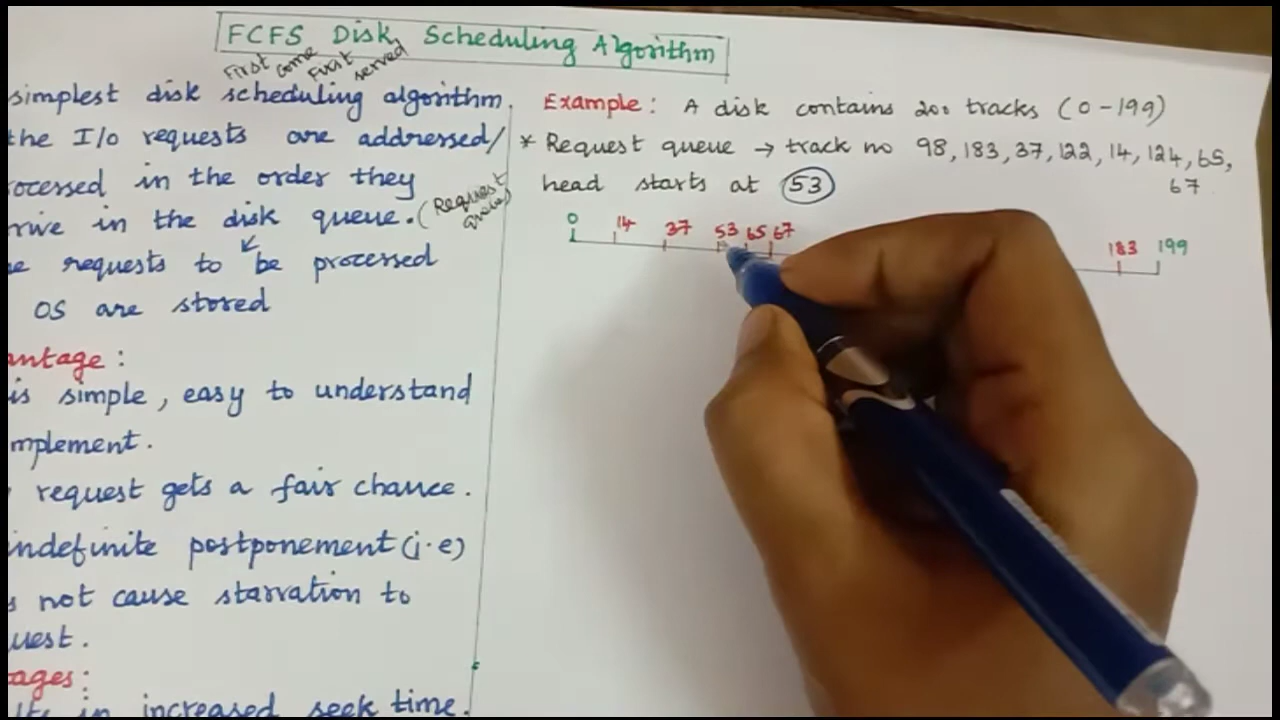 FCFS Disk Scheduling Algorithm
First Come First served
simplest disk scheduling algorithm.
the I/o requests are addressed/
ocessed in the order they
rive in the disk queue. (Request queue)
requests to be processed
OS are stored
antage :
is simple, easy to understand
mplement.
request gets a fair chance.
indefinite postponement (i.e)
s not cause starvation to
quest.
ages:
in increased seek time.
Example : A disk contains 200 tracks (0-199)
* Request queue → track no 98, 183, 37, 122, 14, 124, 65,
67
head starts at 53
0 14 37 53 65 67 183 199